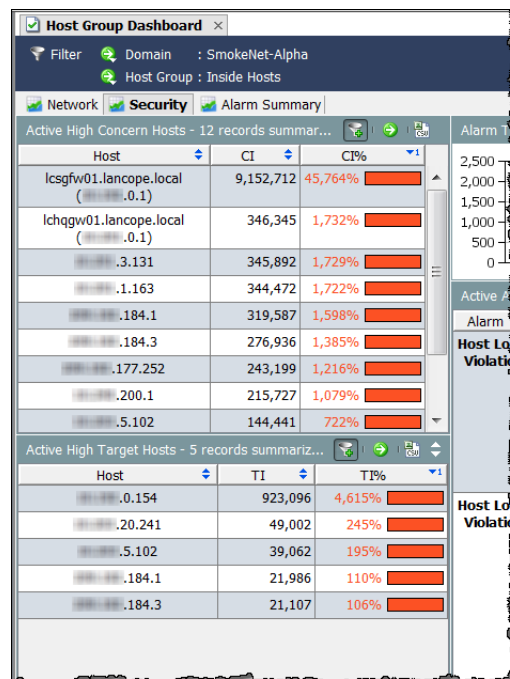 Host Group Dashboard
Filter Domain : SmokeNet-Alpha
Host Group : Inside Hosts
Network Security Alarm Summary
Active High Concern Hosts - 12 records summar...
Host CI CI% 1
lcsgfw01.lancope.local 9,152,712 45,764%
( .0.1)
lchqgw01.lancope.local 346,345 1,732%
( .0.1)
.3.131 345,892 1,729%
.1.163 344,472 1,722%
.184.1 319,587 1,598%
.184.3 276,936 1,385%
.177.252 243,199 1,216%
.200.1 215,727 1,079%
.5.102 144,441 722%
Active High Target Hosts - 5 records summariz...
Host TI TI% 1
.0.154 923,096 4,615%
.20.241 49,002 245%
.5.102 39,062 195%
.184.1 21,986 110%
.184.3 21,107 106%
Alarm T
2,500
2,000
1,500
1,000
500
0
Active A
Alarm
Host Lo
Violati
Host Lo
Violati